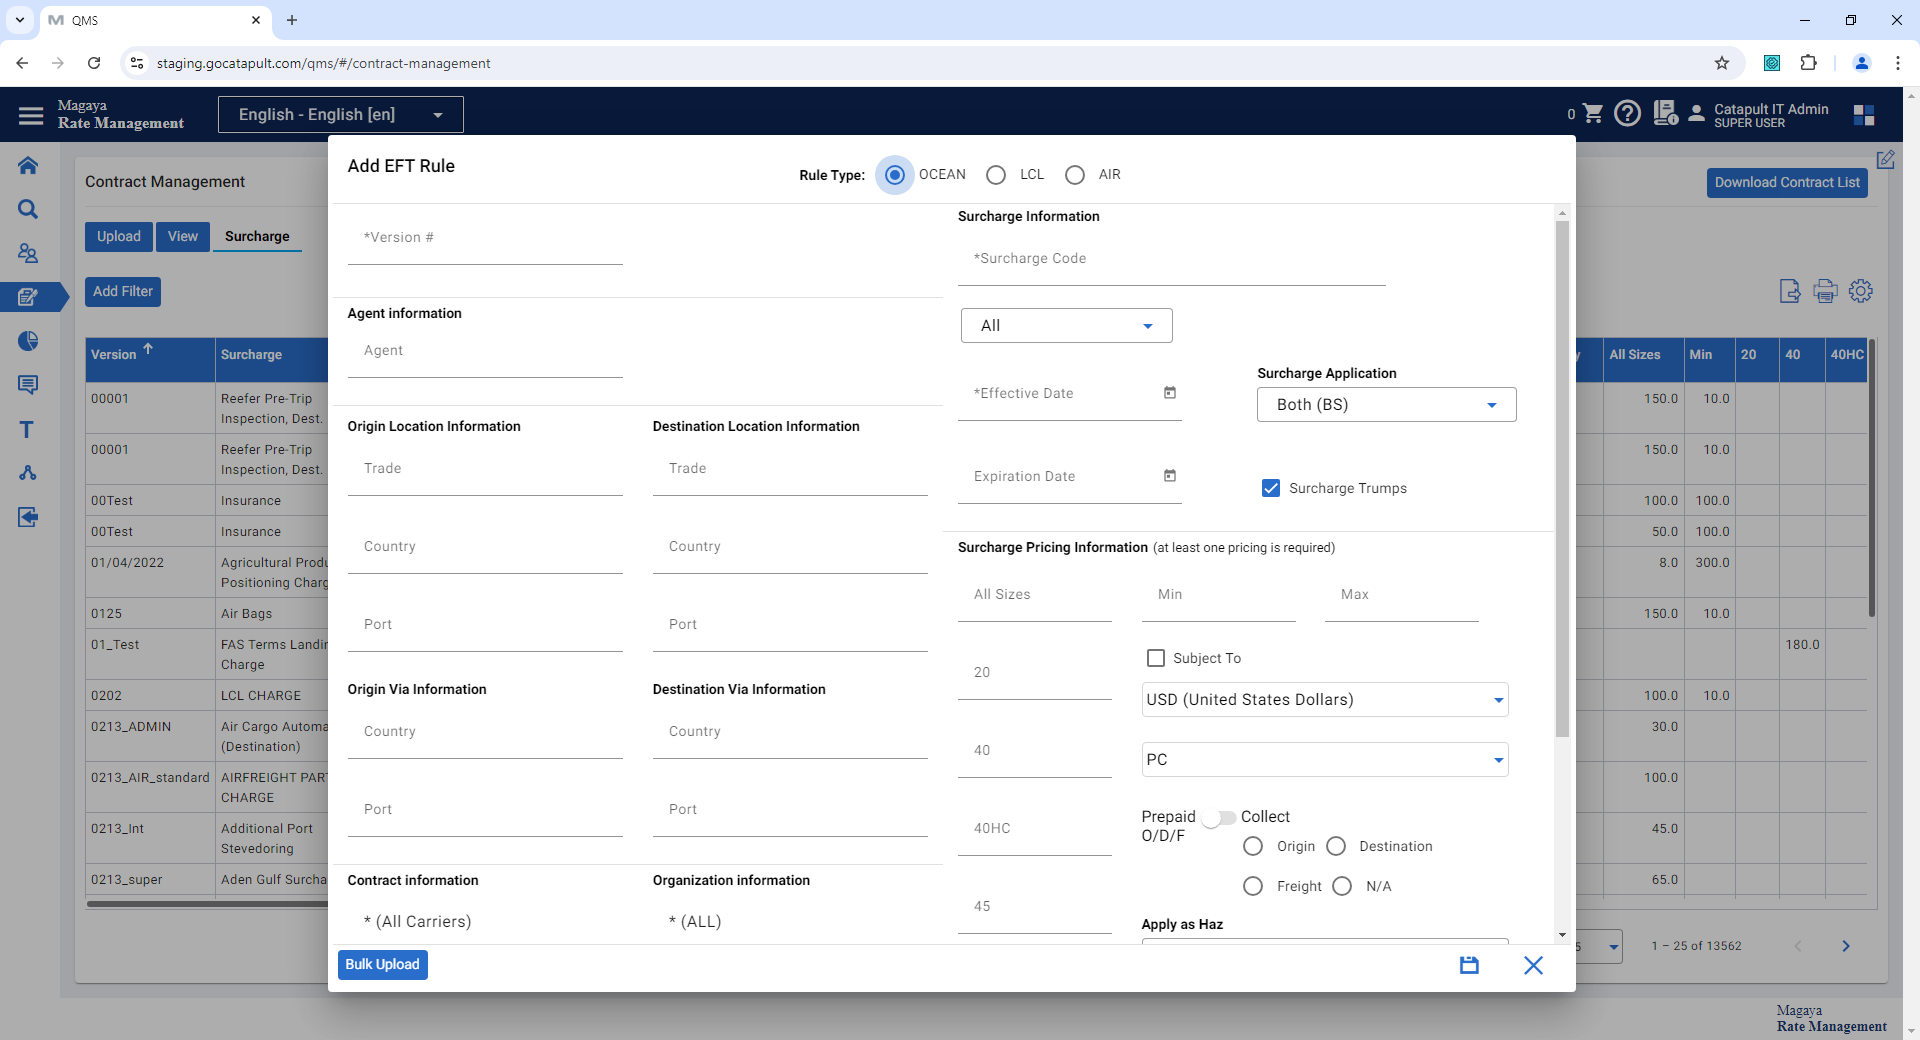 QMS
staging.gocatapult.com/qms/#/contract-management
Magaya
Rate Management
English - English [en]
0
Catapult IT Admin
SUPER USER
Contract Management
Download Contract List
Upload
View
Surcharge
Add Filter
Version
Surcharge
All Sizes
Min
20
40
40HC
00001
Reefer Pre-Trip
Inspection, Dest.
150.0
10.0
00001
Reefer Pre-Trip
Inspection, Dest.
150.0
10.0
00Test
Insurance
100.0
100.0
00Test
Insurance
50.0
100.0
01/04/2022
Agricultural Produ
Positioning Charg
8.0
300.0
0125
Air Bags
150.0
10.0
01_Test
FAS Terms Landin
Charge
180.0
0202
LCL CHARGE
100.0
10.0
0213_ADMIN
Air Cargo Automa
(Destination)
30.0
0213_AIR_standard
AIRFREIGHT PAR
CHARGE
100.0
0213_Int
Additional Port
Stevedoring
45.0
0213_super
Aden Gulf Surcha
65.0
5
1 – 25 of 13562
Add EFT Rule
Rule Type:
OCEAN
LCL
AIR
*Version #
Agent information
Agent
Origin Location Information
Destination Location Information
Trade
Trade
Country
Country
Port
Port
Origin Via Information
Destination Via Information
Country
Country
Port
Port
Contract information
Organization information
* (All Carriers)
* (ALL)
Surcharge Information
*Surcharge Code
All
*Effective Date
Surcharge Application
Both (BS)
Expiration Date
Surcharge Trumps
Surcharge Pricing Information (at least one pricing is required)
All Sizes
Min
Max
20
Subject To
USD (United States Dollars)
40
PC
40HC
Prepaid
Collect
O/D/F
Origin
Destination
Freight
N/A
45
Apply as Haz
Bulk Upload
Magaya
Rate Management